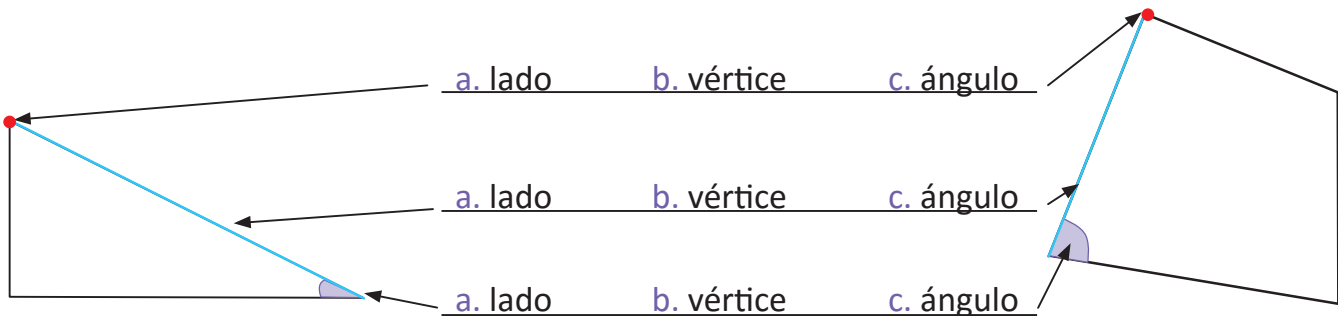 a. lado b. vértice c. ángulo
a. lado b. vértice c. ángulo
a. lado b. vértice c. ángulo